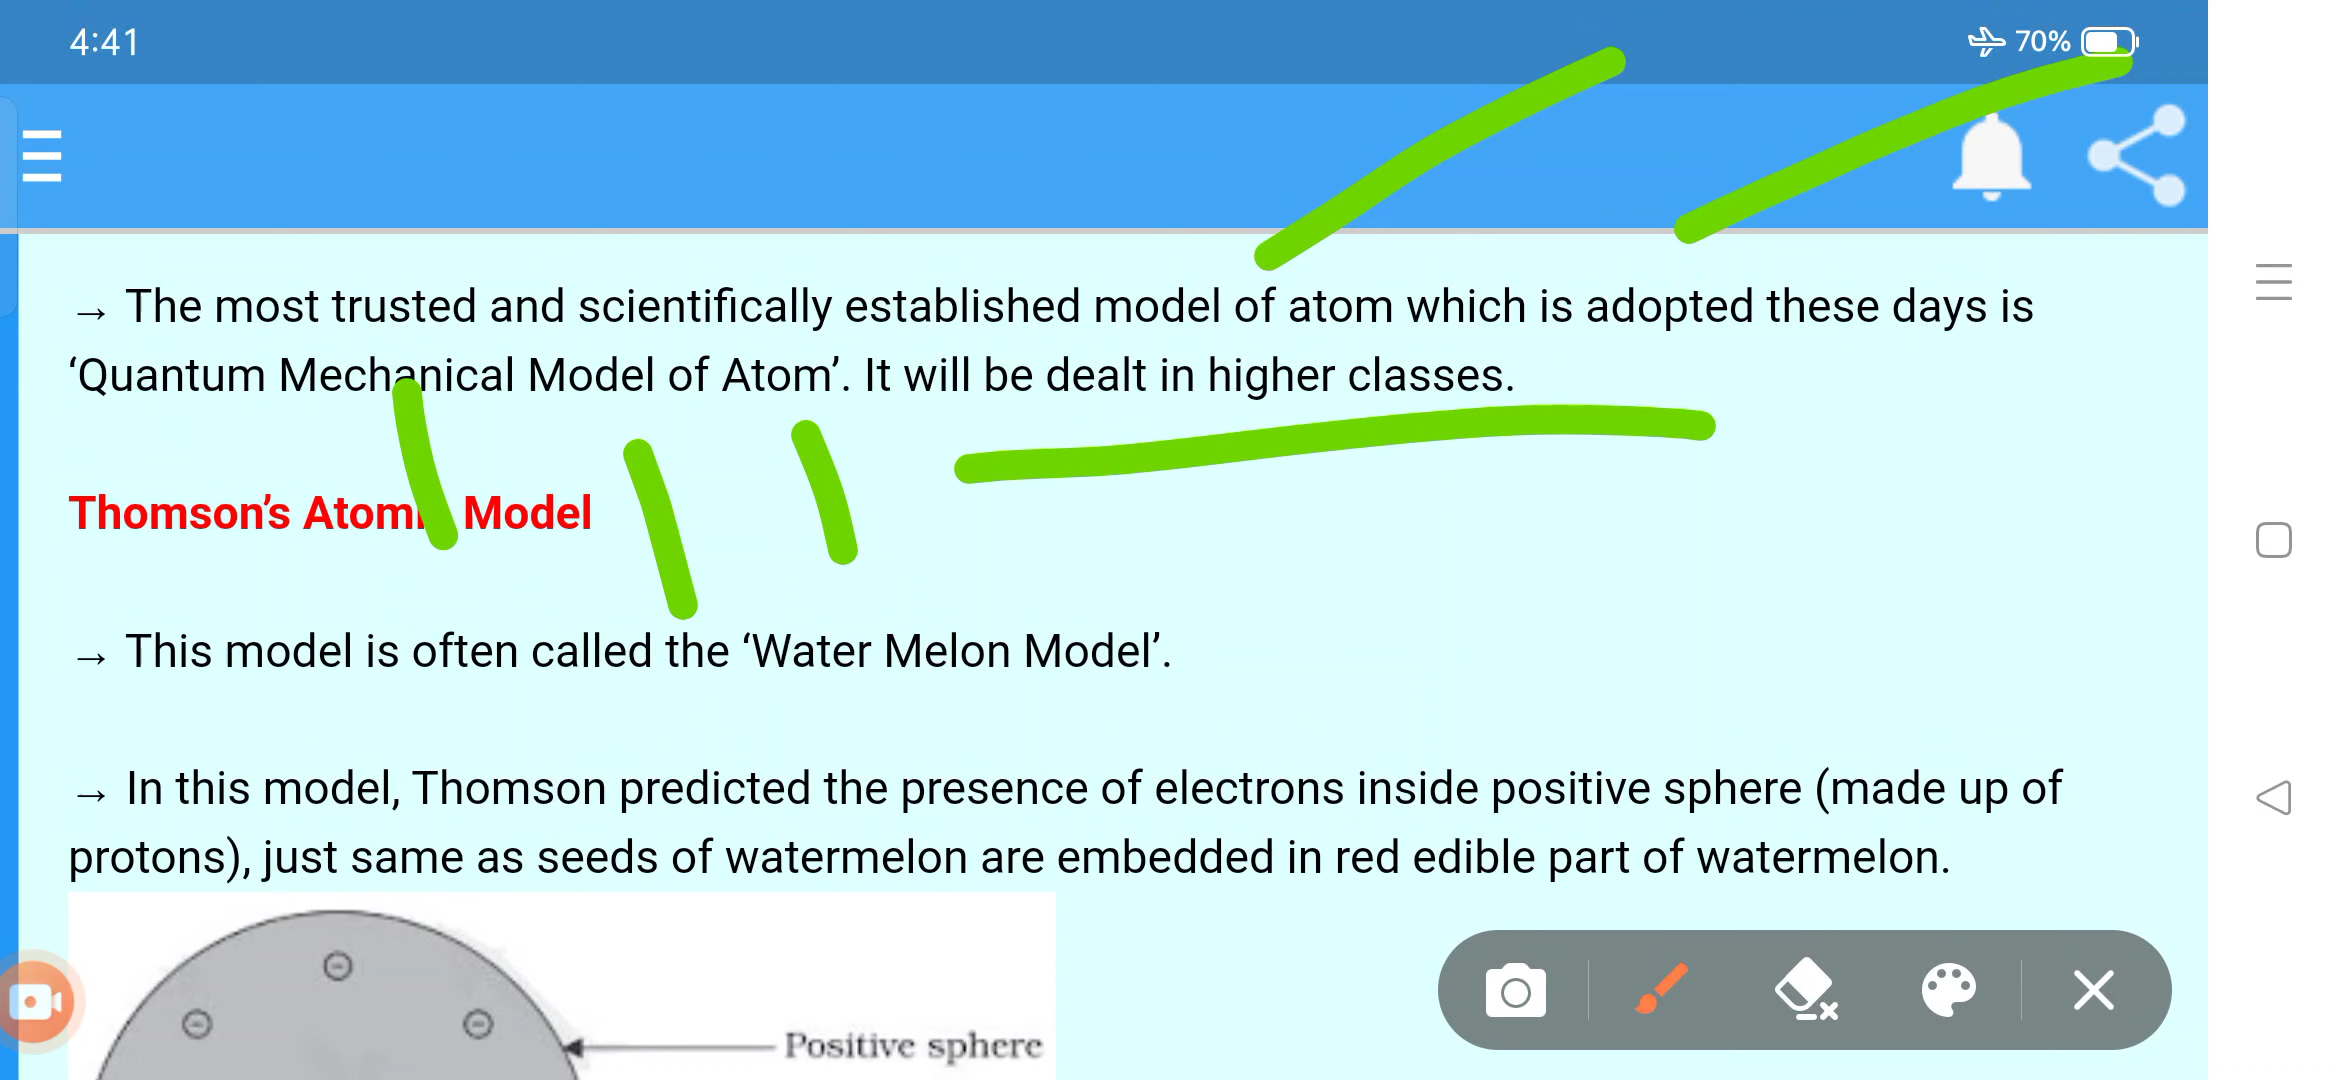 4:41
70%
→ The most trusted and scientifically established model of atom which is adopted these days is
‘Quantum Mechanical Model of Atom’. It will be dealt in higher classes.
Thomson’s Atomic Model
→ This model is often called the ‘Water Melon Model’.
→ In this model, Thomson predicted the presence of electrons inside positive sphere (made up of
protons), just same as seeds of watermelon are embedded in red edible part of watermelon.
Positive sphere